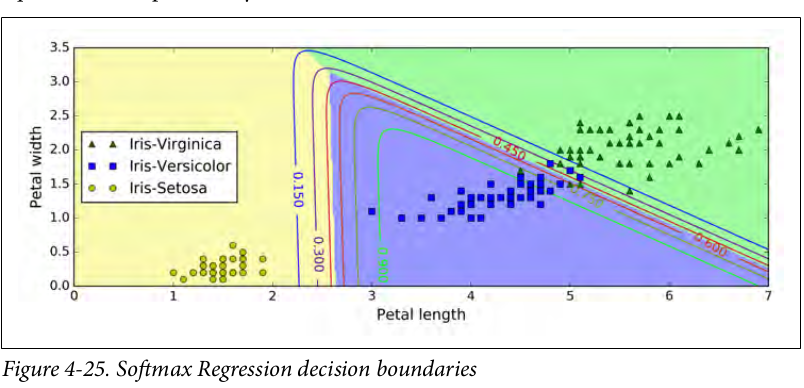 3.5
3.0
2.5
2.0
1.5
1.0
0.5
0.0
Petal width
Iris-Virginica
Iris-Versicolor
Iris-Setosa
0.150
0.300
0.450
0.600
0.900
0 1 2 3 4 5 6 7
Petal length
Figure 4-25. Softmax Regression decision boundaries